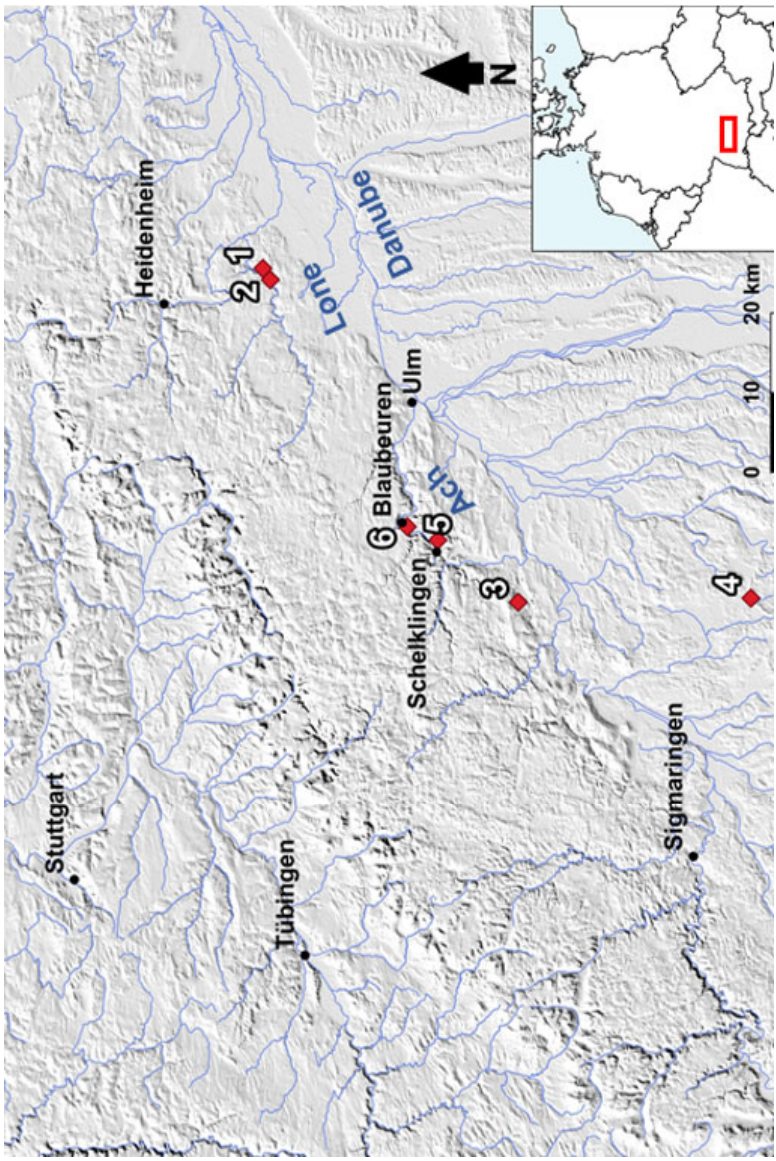 Stuttgart
Heidenheim
2 1
Tübingen
Lone
Danube
6 Blaubeuren
Ulm
Schelklingen
5
Ach
3
N
Sigmaringen
4
0 10 20 km